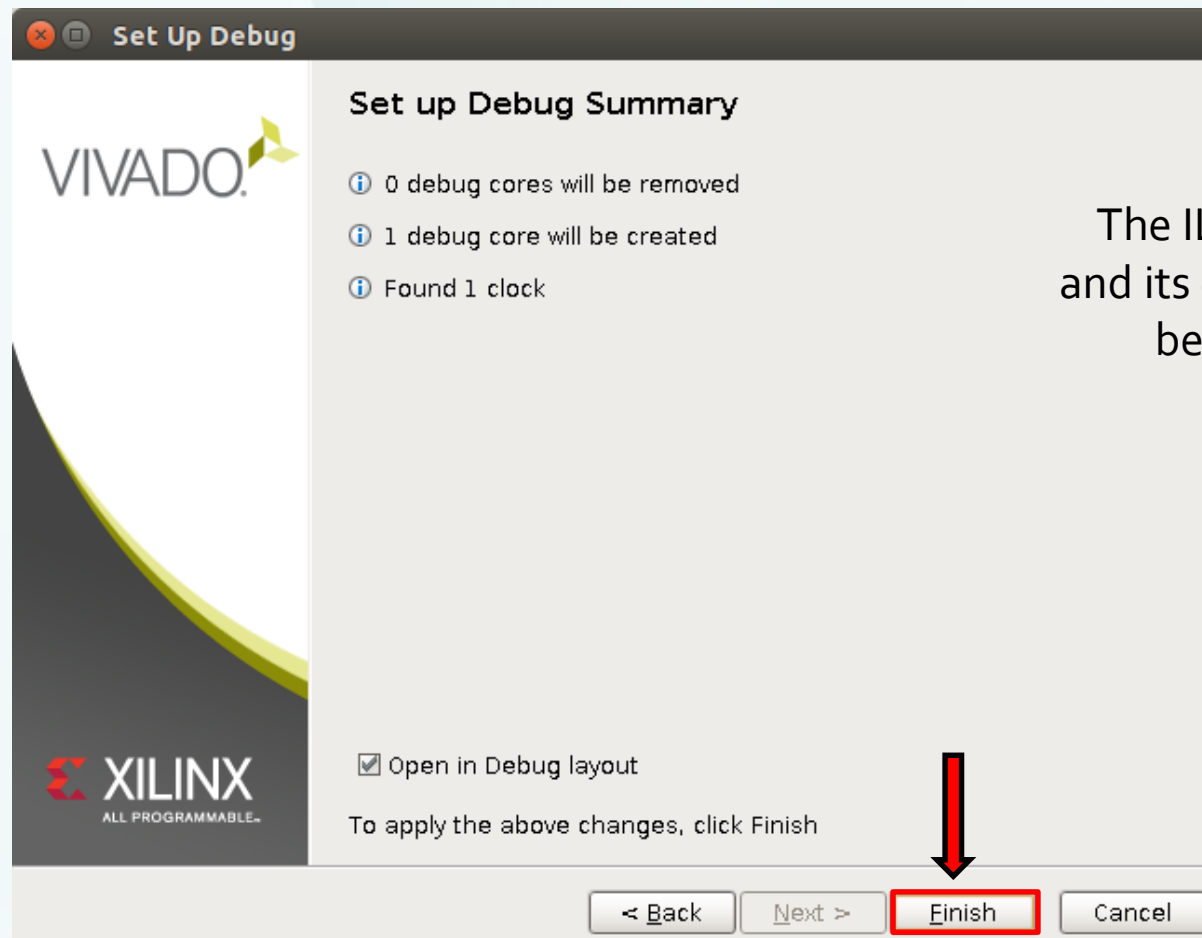 Set Up Debug
VIVADO.
Set up Debug Summary
0 debug cores will be removed
1 debug core will be created
Found 1 clock
The IL
and its
be
Open in Debug layout
XILINX
ALL PROGRAMMABLE™
To apply the above changes, click Finish
< Back
Next >
Finish
Cancel